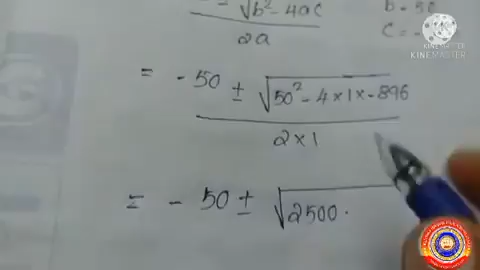 √b² - 4ac b = 50
2a c = -
= -50 ± √50² - 4×1×-896
2×1
= - 50 ± √2500.
KINEMASTER